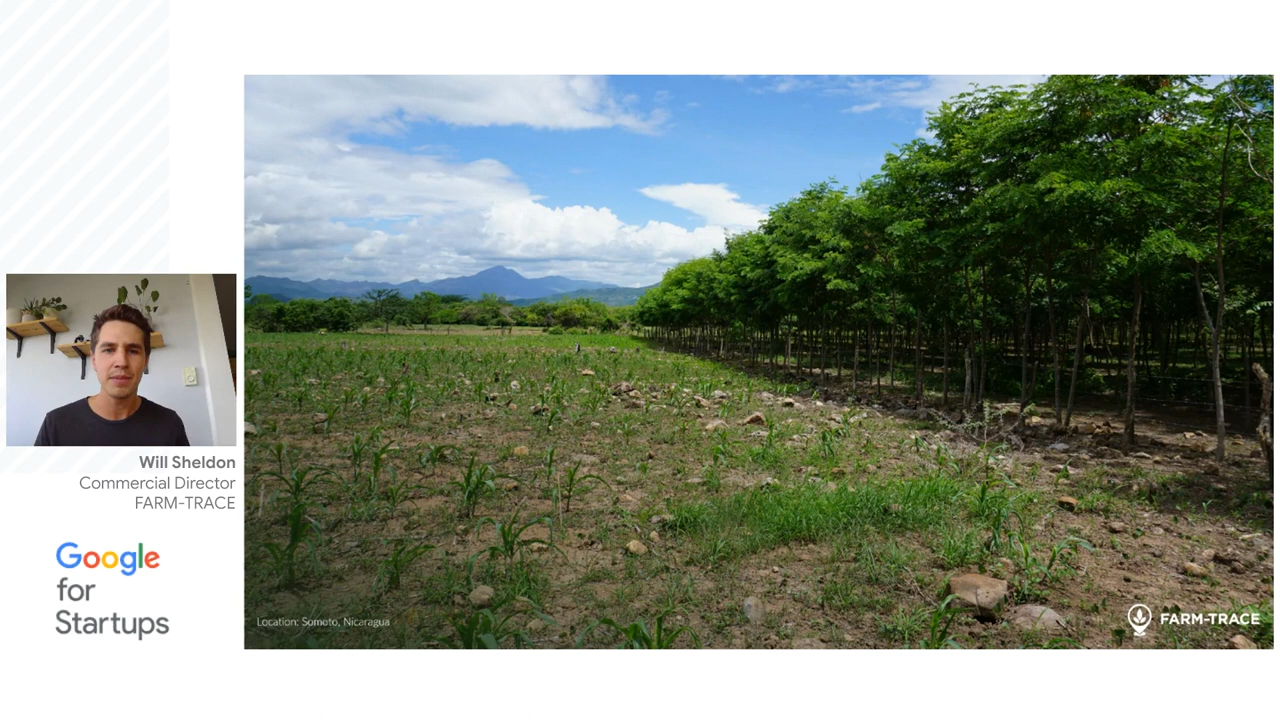 Will Sheldon
Commercial Director
FARM-TRACE
Google
for
Startups
Location: Somoto, Nicaragua
FARM-TRACE